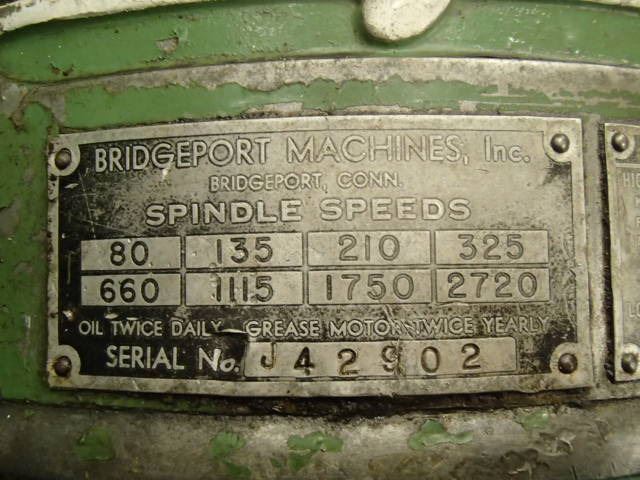 BRIDGEPORT MACHINES, Inc.
BRIDGEPORT, CONN.
SPINDLE SPEEDS
80 135 210 325
660 1115 1750 2720
OIL TWICE DAILY - GREASE MOTOR TWICE YEARLY
SERIAL No. J42902